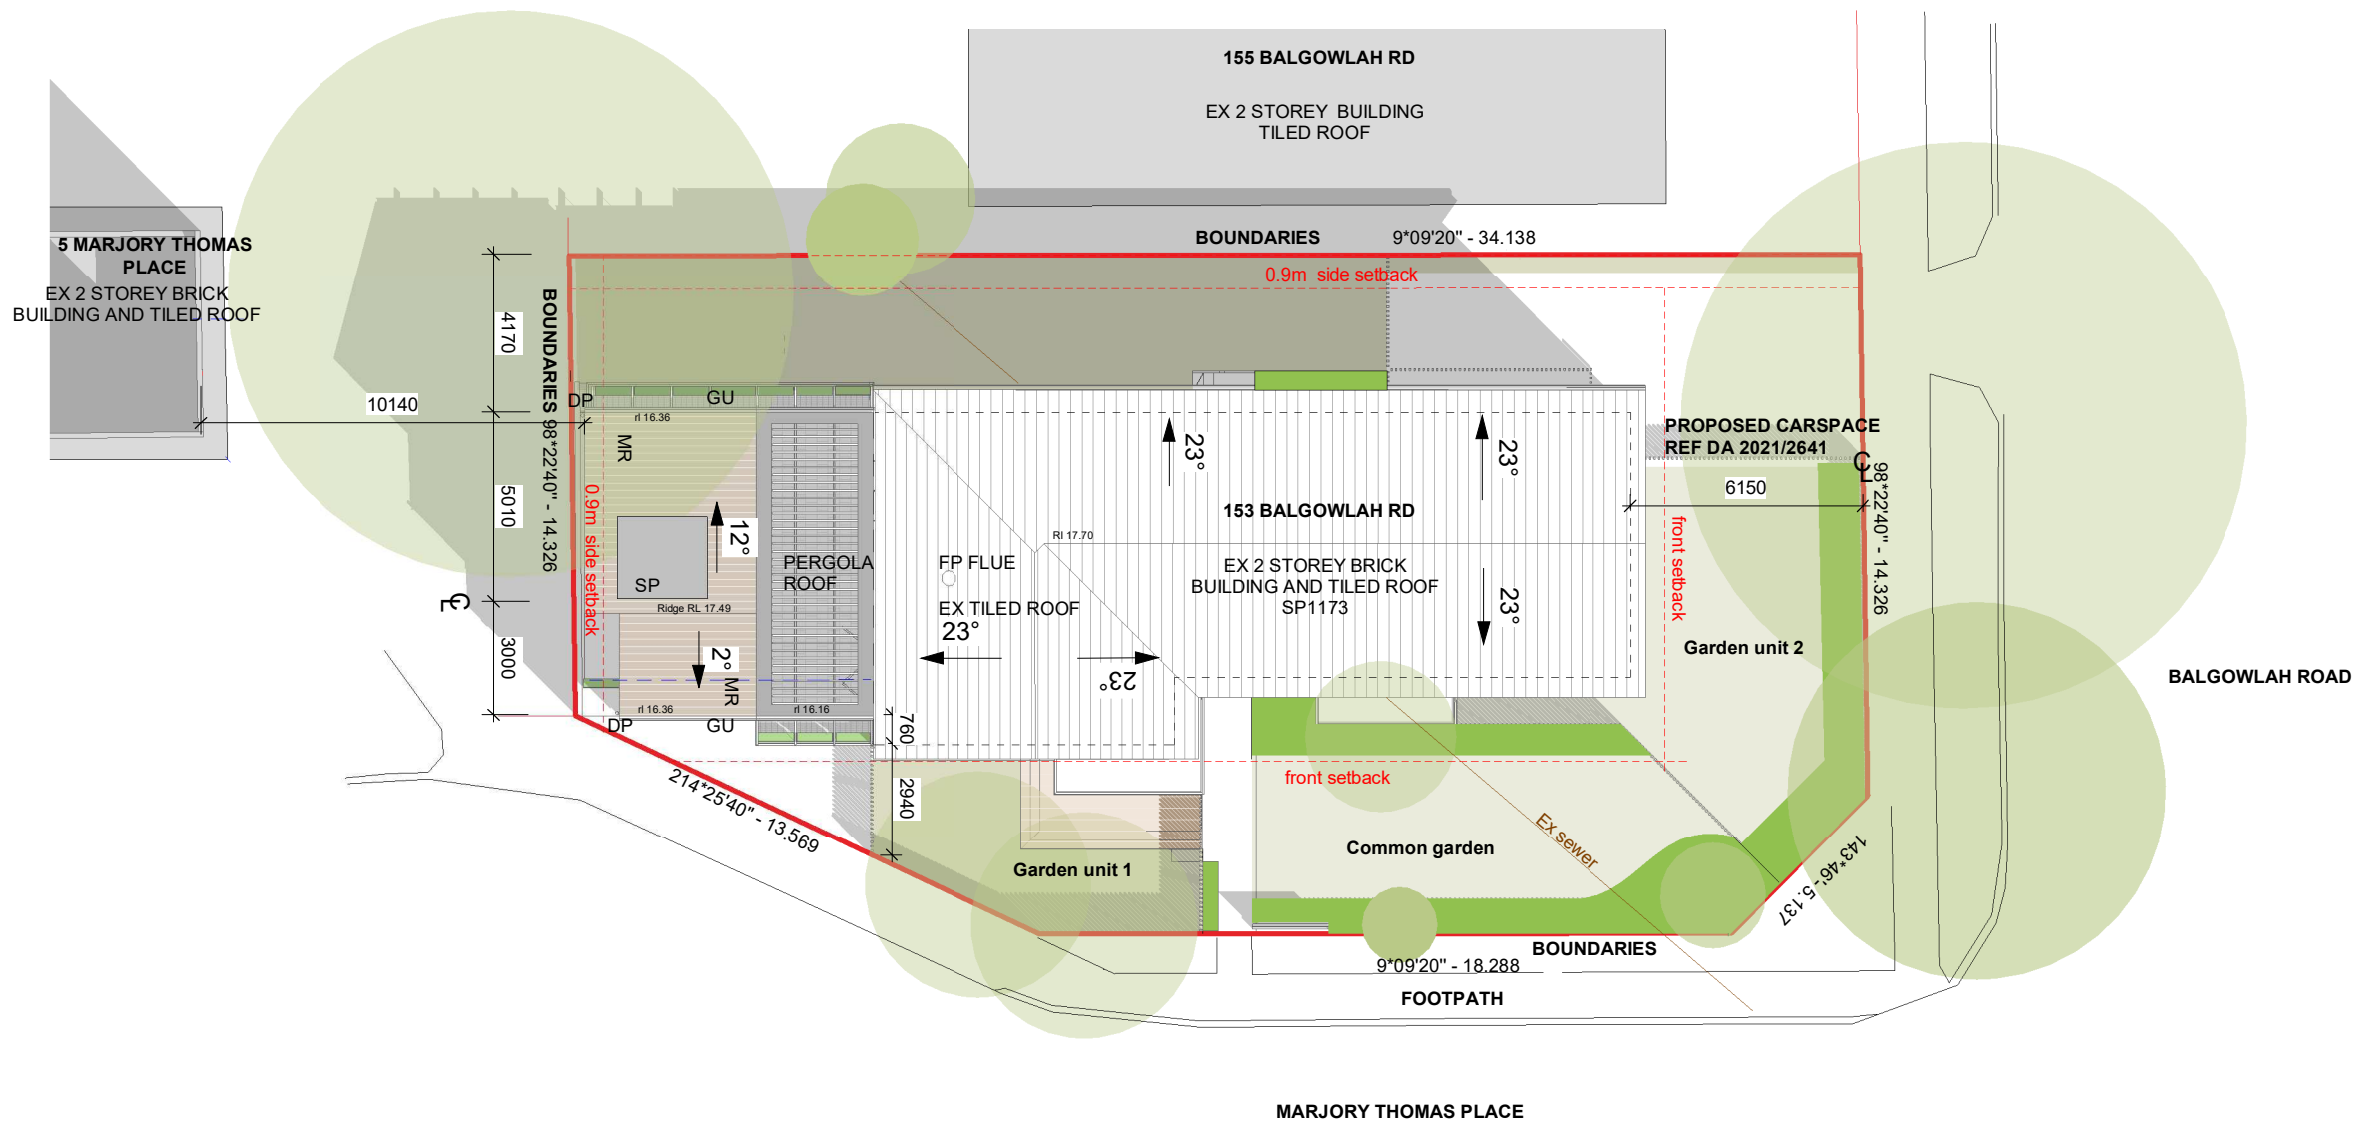 155 BALGOWLAH RD
EX 2 STOREY BUILDING
TILED ROOF
5 MARJORY THOMAS
PLACE
EX 2 STOREY BRICK
BUILDING AND TILED ROOF
BOUNDARIES 9*09'20" - 34.138
0.9m side setback
BOUNDARIES 98*22'40" - 14.326
4170
10140
5010
3000
DP
GU
rl 16.36
MR
0.9m side setback
12°
SP
Ridge RL 17.49
2°
MR
rl 16.36
rl 16.16
DP
GU
PERGOLA
ROOF
FP FLUE
EX TILED ROOF
23°
23°
Rl 17.70
23°
23°
23°
153 BALGOWLAH RD
EX 2 STOREY BRICK
BUILDING AND TILED ROOF
SP1173
PROPOSED CARSPACE
REF DA 2021/2641
CL
6150
98*22'40" - 14.326
front setback
Garden unit 2
BALGOWLAH ROAD
CL
760
2940
214*25'40" - 13.569
front setback
Ex sewer
Common garden
Garden unit 1
143*46'- 5.137
BOUNDARIES
9*09'20" - 18.288
FOOTPATH
MARJORY THOMAS PLACE